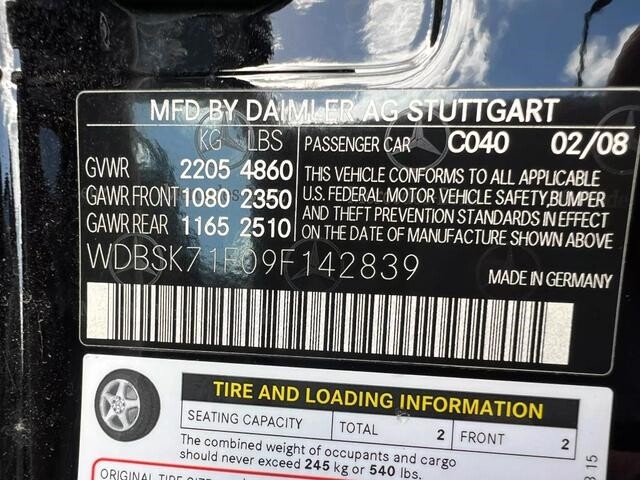 MFD BY DAIMLER AG STUTTGART
KG LBS
GVWR 2205 4860
GAWR FRONT 1080 2350
GAWR REAR 1165 2510
PASSENGER CAR C040 02/08
THIS VEHICLE CONFORMS TO ALL APPLICABLE
U.S. FEDERAL MOTOR VEHICLE SAFETY,BUMPER
AND THEFT PREVENTION STANDARDS IN EFFECT
ON THE DATE OF MANUFACTURE SHOWN ABOVE
WDBSK71F09F142839
MADE IN GERMANY
TIRE AND LOADING INFORMATION
SEATING CAPACITY TOTAL 2 FRONT 2
The combined weight of occupants and cargo
should never exceed 245 kg or 540 lbs.